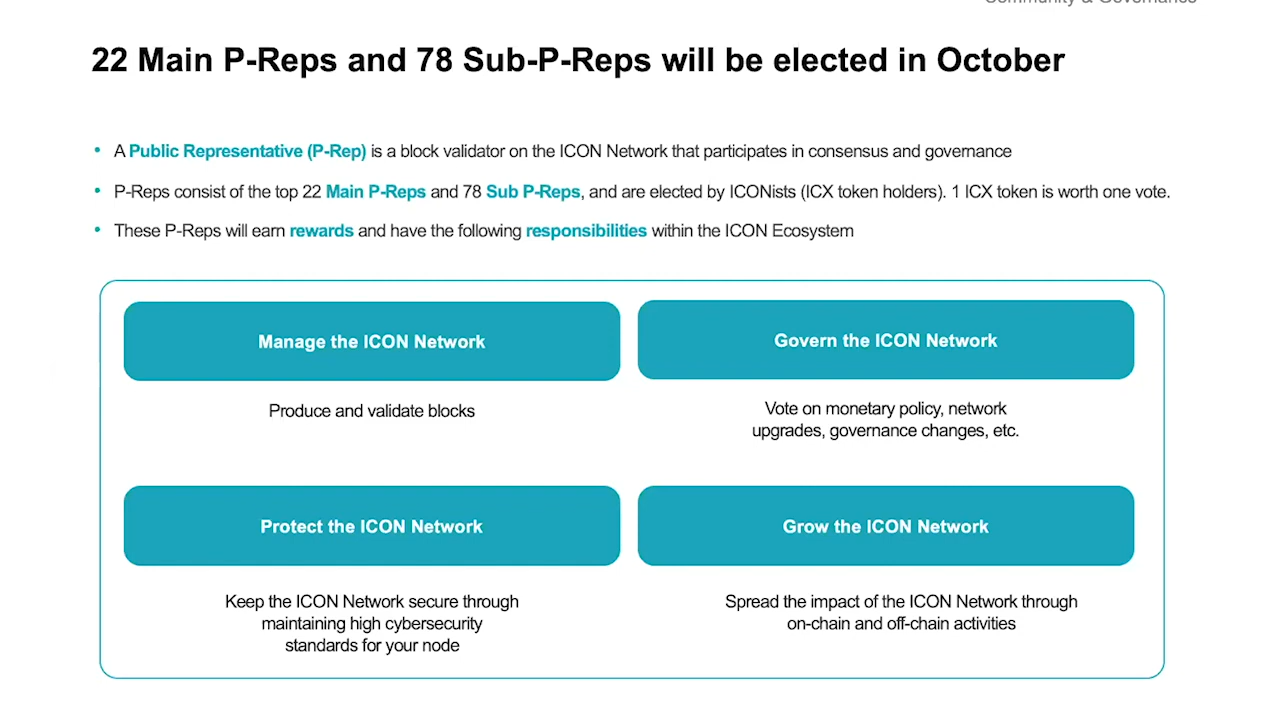 Community & Governance
22 Main P-Reps and 78 Sub-P-Reps will be elected in October
• A Public Representative (P-Rep) is a block validator on the ICON Network that participates in consensus and governance
• P-Reps consist of the top 22 Main P-Reps and 78 Sub P-Reps, and are elected by ICONists (ICX token holders). 1 ICX token is worth one vote.
• These P-Reps will earn rewards and have the following responsibilities within the ICON Ecosystem
Manage the ICON Network
Produce and validate blocks
Govern the ICON Network
Vote on monetary policy, network
upgrades, governance changes, etc.
Protect the ICON Network
Keep the ICON Network secure through
maintaining high cybersecurity
standards for your node
Grow the ICON Network
Spread the impact of the ICON Network through
on-chain and off-chain activities